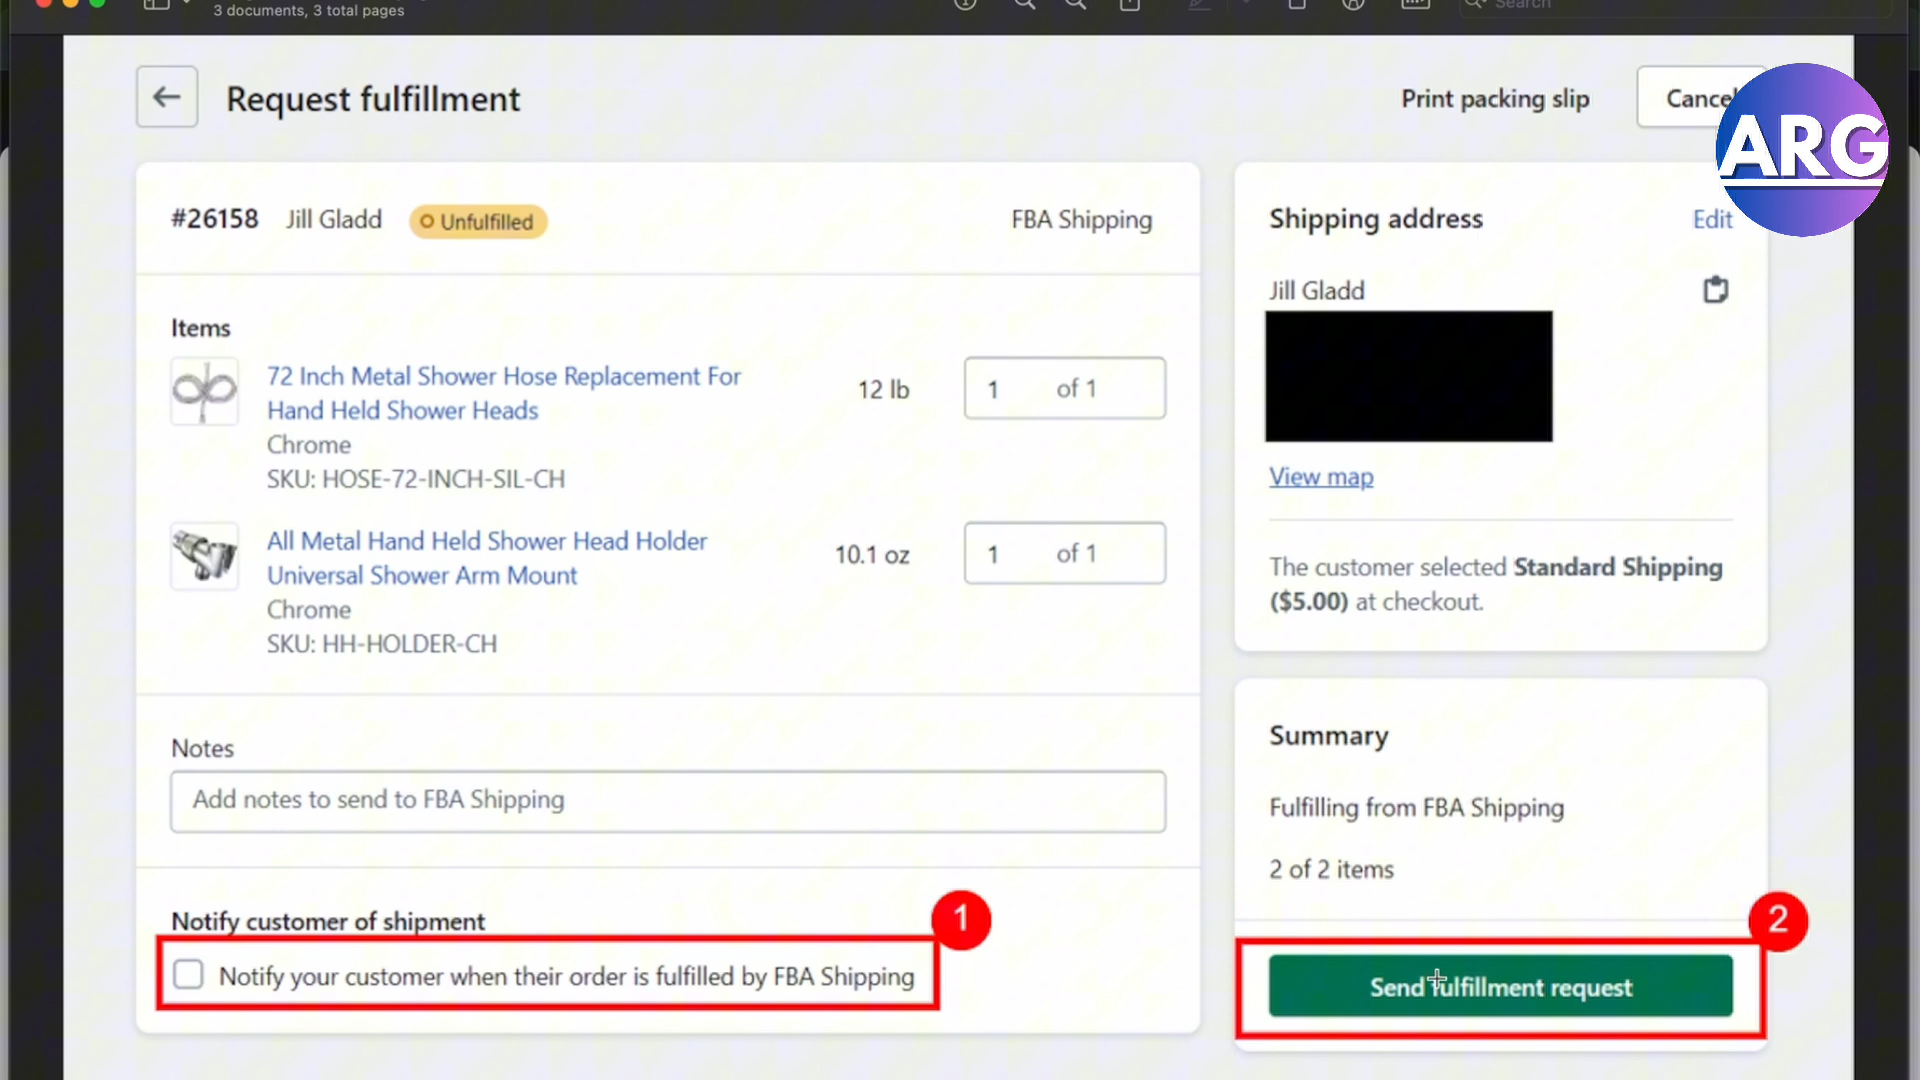 3 documents, 3 total pages
Search
Request fulfillment
Print packing slip
Cancel
ARG
#26158 Jill Gladd Unfulfilled FBA Shipping
Items
72 Inch Metal Shower Hose Replacement For
Hand Held Shower Heads
Chrome
SKU: HOSE-72-INCH-SIL-CH
12 lb
1 of 1
All Metal Hand Held Shower Head Holder
Universal Shower Arm Mount
Chrome
SKU: HH-HOLDER-CH
10.1 oz
1 of 1
Notes
Add notes to send to FBA Shipping
Notify customer of shipment
1
Notify your customer when their order is fulfilled by FBA Shipping
Shipping address
Edit
Jill Gladd
View map
The customer selected Standard Shipping
($5.00) at checkout.
Summary
Fulfilling from FBA Shipping
2 of 2 items
2
Send fulfillment request